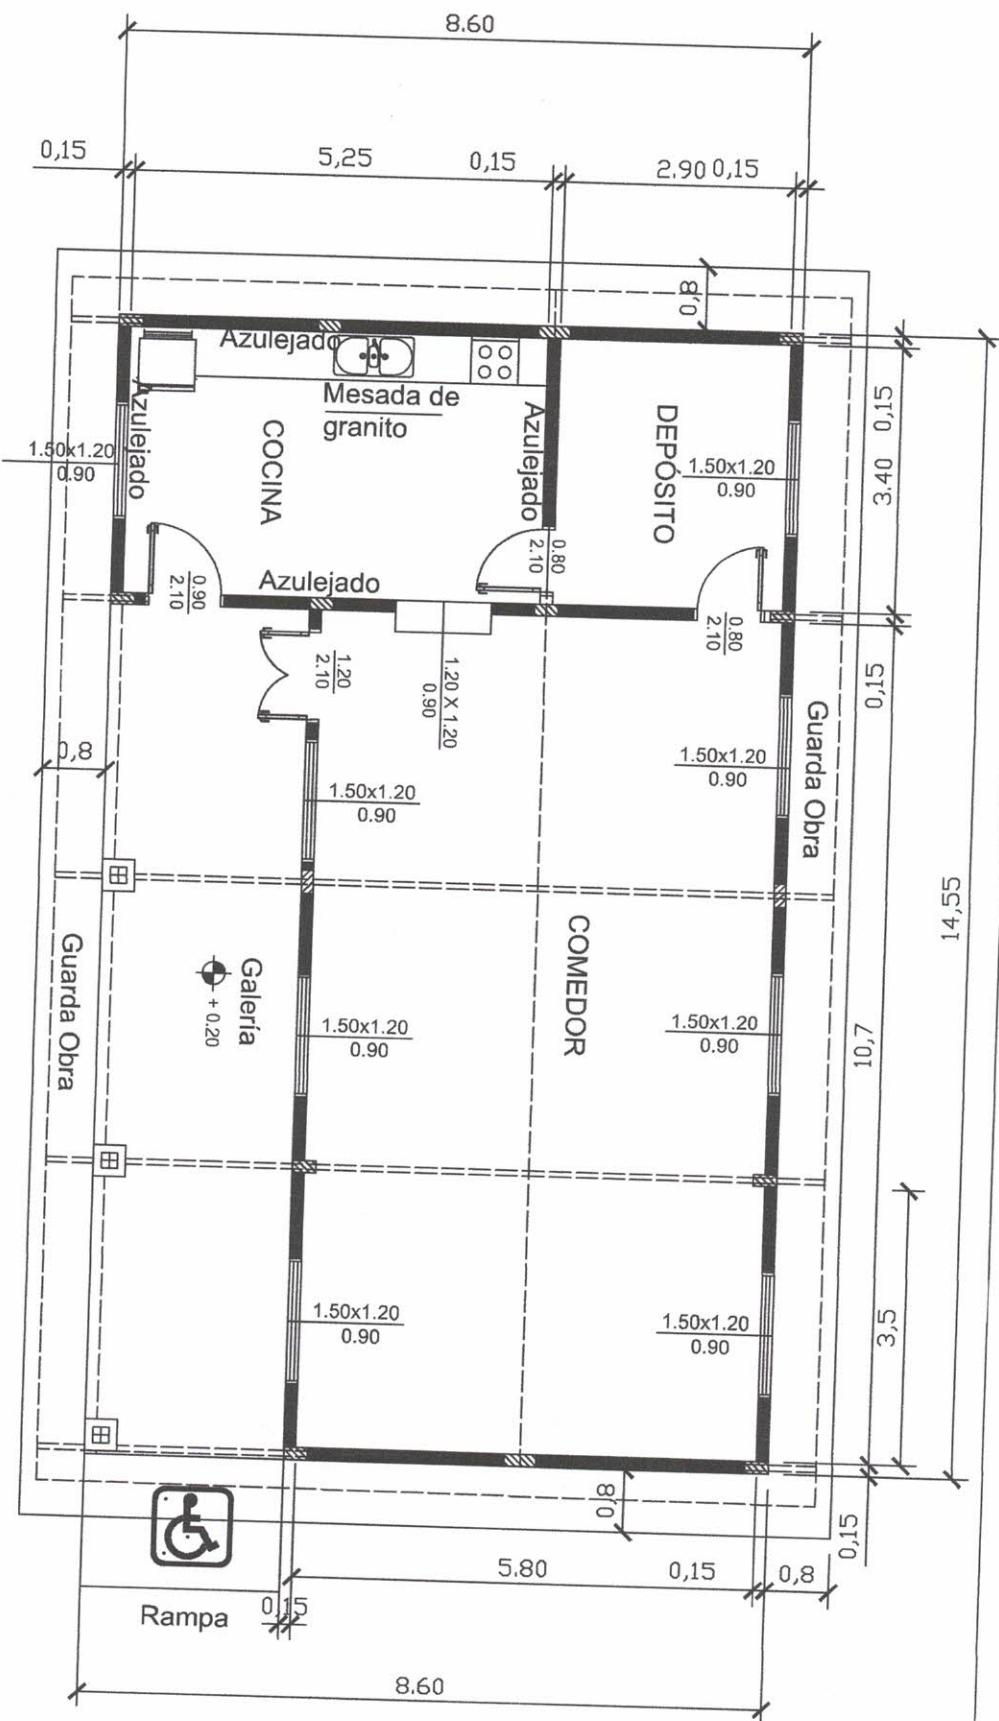 8.60
0,15
5,25
0,15
2.90
0,15
0,8
Azulejado
Mesada de
granito
Azulejado
COCINA
Azulejado
DEPÓSITO
1.50x1.20
0.90
1.50x1.20
0.90
0,15
3.40
0.90
2.10
Azulejado
0.80
2.10
0.80
2.10
0,15
1.20
2.10
1.20 X 1.20
0.90
0,8
1.50x1.20
0.90
1.50x1.20
0.90
Guarda Obra
14,55
Guarda Obra
Galería
+ 0.20
COMEDOR
1.50x1.20
0.90
1.50x1.20
0.90
10,7
1.50x1.20
0.90
1.50x1.20
0.90
3,5
0,8
0,15
5.80
0,15
0,8
Rampa
0,15
8.60